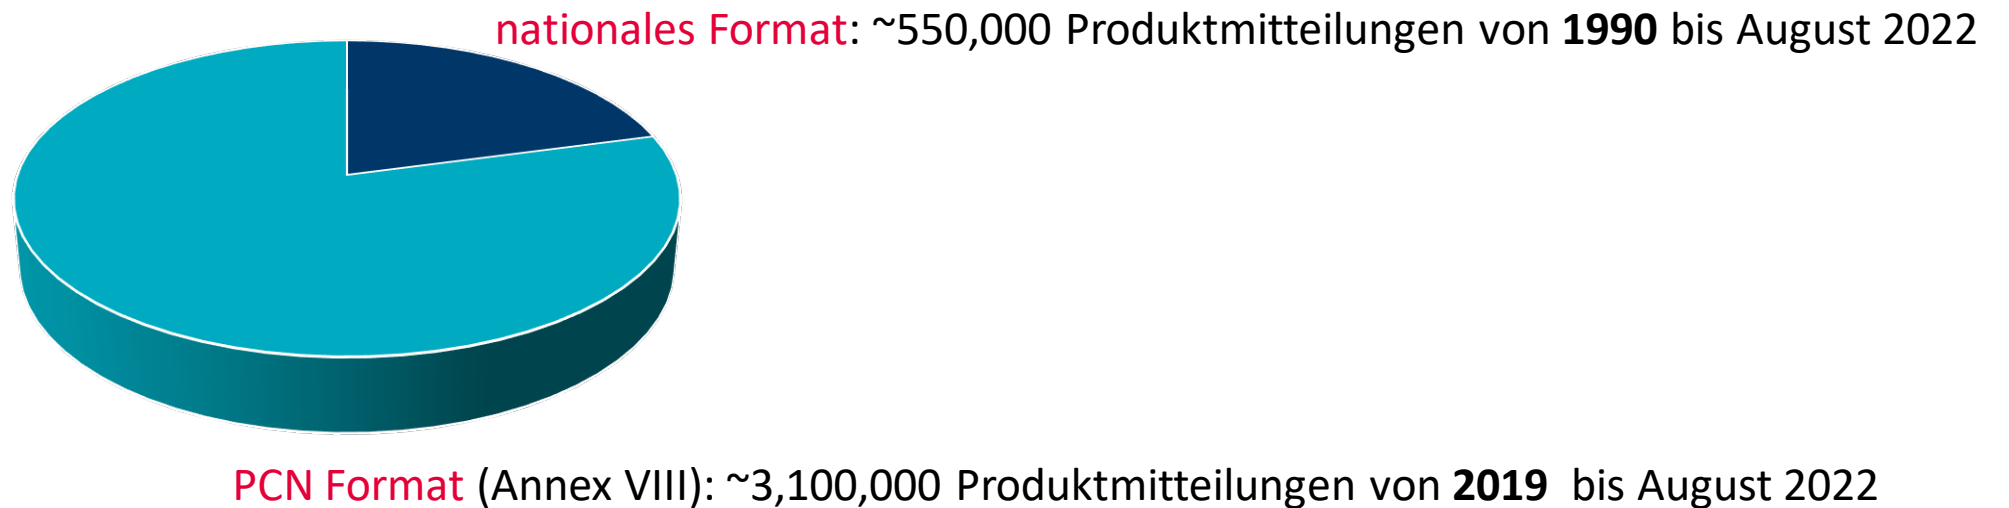 nationales Format: ~550,000 Produktmitteilungen von 1990 bis August 2022
PCN Format (Annex VIII): ~3,100,000 Produktmitteilungen von 2019 bis August 2022